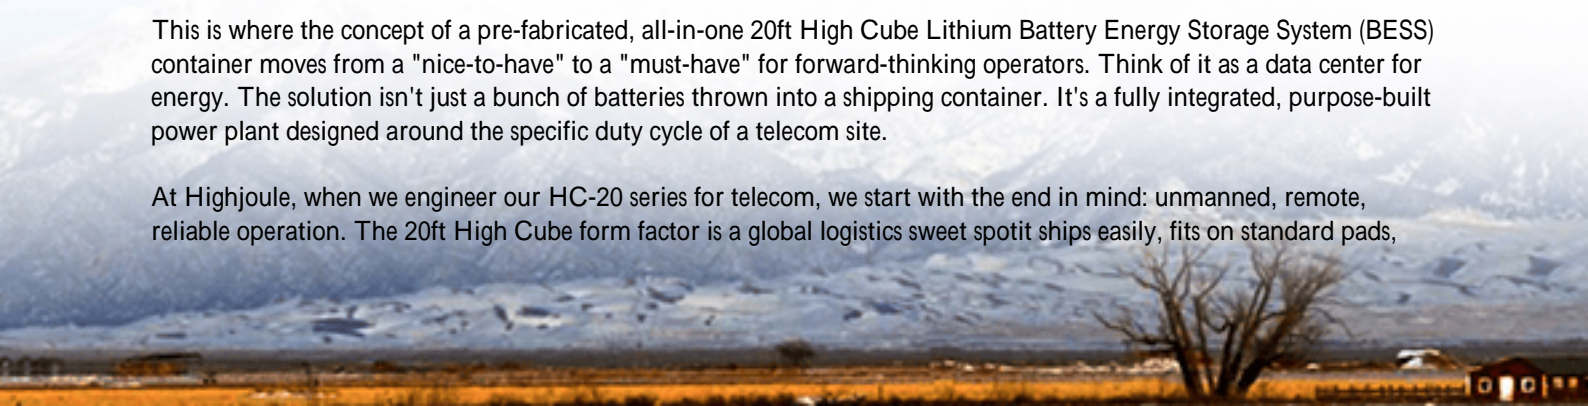 This is where the concept of a pre-fabricated, all-in-one 20ft High Cube Lithium Battery Energy Storage System (BESS)
container moves from a "nice-to-have" to a "must-have" for forward-thinking operators. Think of it as a data center for
energy. The solution isn't just a bunch of batteries thrown into a shipping container. It's a fully integrated, purpose-built
power plant designed around the specific duty cycle of a telecom site.
At Highjoule, when we engineer our HC-20 series for telecom, we start with the end in mind: unmanned, remote,
reliable operation. The 20ft High Cube form factor is a global logistics sweet spotit ships easily, fits on standard pads,